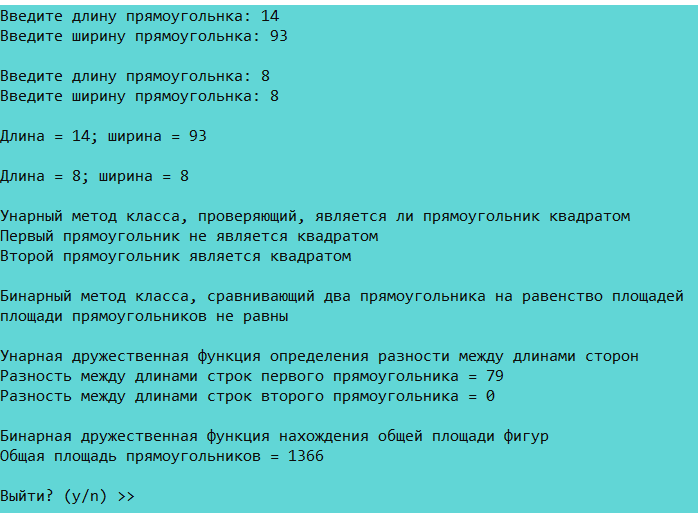 Введите длину прямоугольнка: 14
Введите ширину прямоугольнка: 93
Введите длину прямоугольнка: 8
Введите ширину прямоугольнка: 8
Длина = 14; ширина = 93
Длина = 8; ширина = 8
Унарный метод класса, проверяющий, является ли прямоугольник квадратом
Первый прямоугольник не является квадратом
Второй прямоугольник является квадратом
Бинарный метод класса, сравнивающий два прямоугольника на равенство площадей
площади прямоугольников не равны
Унарная дружественная функция определения разности между длинами сторон
Разность между длинами строк первого прямоугольника = 79
Разность между длинами строк второго прямоугольника = 0
Бинарная дружественная функция нахождения общей площади фигур
Общая площадь прямоугольников = 1366
Выйти? (y/n) >>